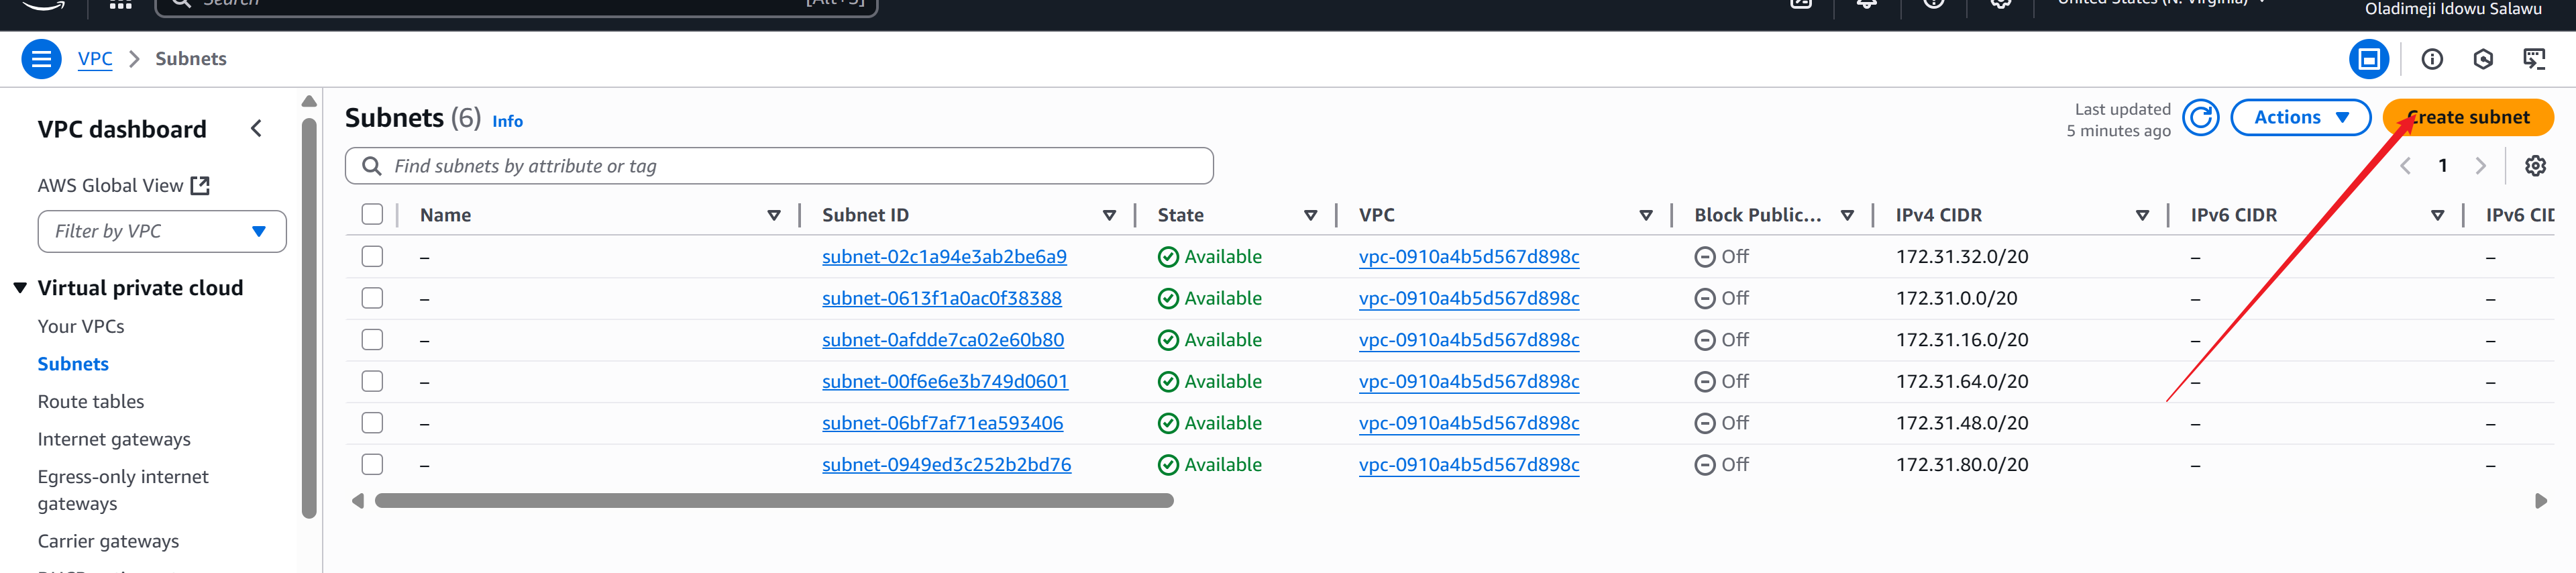 Search [Alt+S] United States (N. Virginia)
Oladimeji Idowu Salawu
VPC > Subnets
VPC dashboard
AWS Global View
Filter by VPC
Virtual private cloud
Your VPCs
Subnets
Route tables
Internet gateways
Egress-only internet
gateways
Carrier gateways
Subnets (6) Info
Last updated
5 minutes ago
Actions
Create subnet
Find subnets by attribute or tag
1
Name Subnet ID State VPC Block Public... IPv4 CIDR IPv6 CIDR IPv6 CID
– subnet-02c1a94e3ab2be6a9 Available vpc-0910a4b5d567d898c Off 172.31.32.0/20 – –
– subnet-0613f1a0ac0f38388 Available vpc-0910a4b5d567d898c Off 172.31.0.0/20 – –
– subnet-0afdde7ca02e60b80 Available vpc-0910a4b5d567d898c Off 172.31.16.0/20 – –
– subnet-00f6e6e3b749d0601 Available vpc-0910a4b5d567d898c Off 172.31.64.0/20 – –
– subnet-06bf7af71ea593406 Available vpc-0910a4b5d567d898c Off 172.31.48.0/20 – –
– subnet-0949ed3c252b2bd76 Available vpc-0910a4b5d567d898c Off 172.31.80.0/20 – –